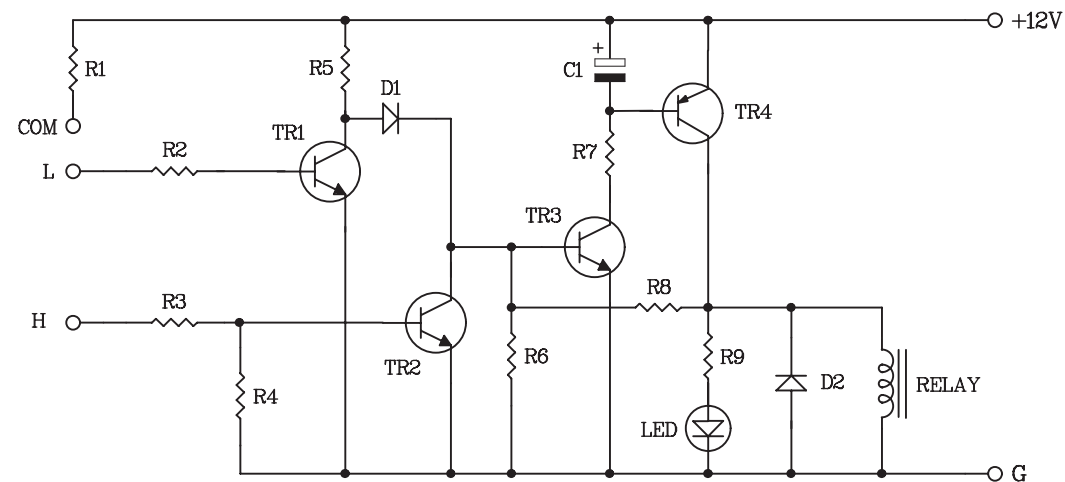 +12V
R1
R5
D1
+
C1
TR4
COM
TR1
R2
L
R7
TR3
R8
H
R3
TR2
R6
R9
D2
RELAY
R4
LED
G